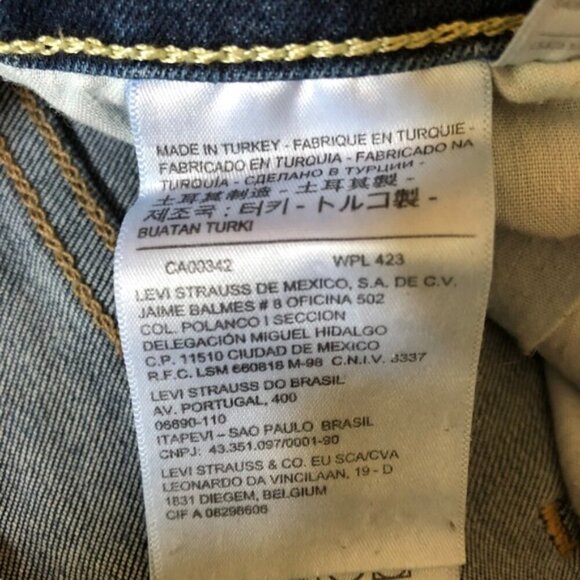 MADE IN TURKEY - FABRIQUE EN TURQUIE -
FABRICADO EN TURQUIA - FABRICADO NA
TURQUIA - СДЕЛАНО В ТУРЦИИ -
土耳其制造 - 土耳其製 -
제조국 : 터키 - トルコ製 -
BUATAN TURKI
CA00342 WPL 423
LEVI STRAUSS DE MEXICO, S.A. DE C.V.
JAIME BALMES # 8 OFICINA 502
COL. POLANCO I SECCION
DELEGACIÓN MIGUEL HIDALGO
C.P. 11510 CIUDAD DE MEXICO
R.F.C. LSM 660818 M-98 C.N.I.V. 3337
LEVI STRAUSS DO BRASIL
AV. PORTUGAL, 400
06690-110
ITAPEVI – SAO PAULO BRASIL
CNPJ: 43.351.097/0001-90
LEVI STRAUSS & CO. EU SCA/CVA
LEONARDO DA VINCILAAN, 19 - D
1831 DIEGEM, BELGIUM
CIF A 08298606